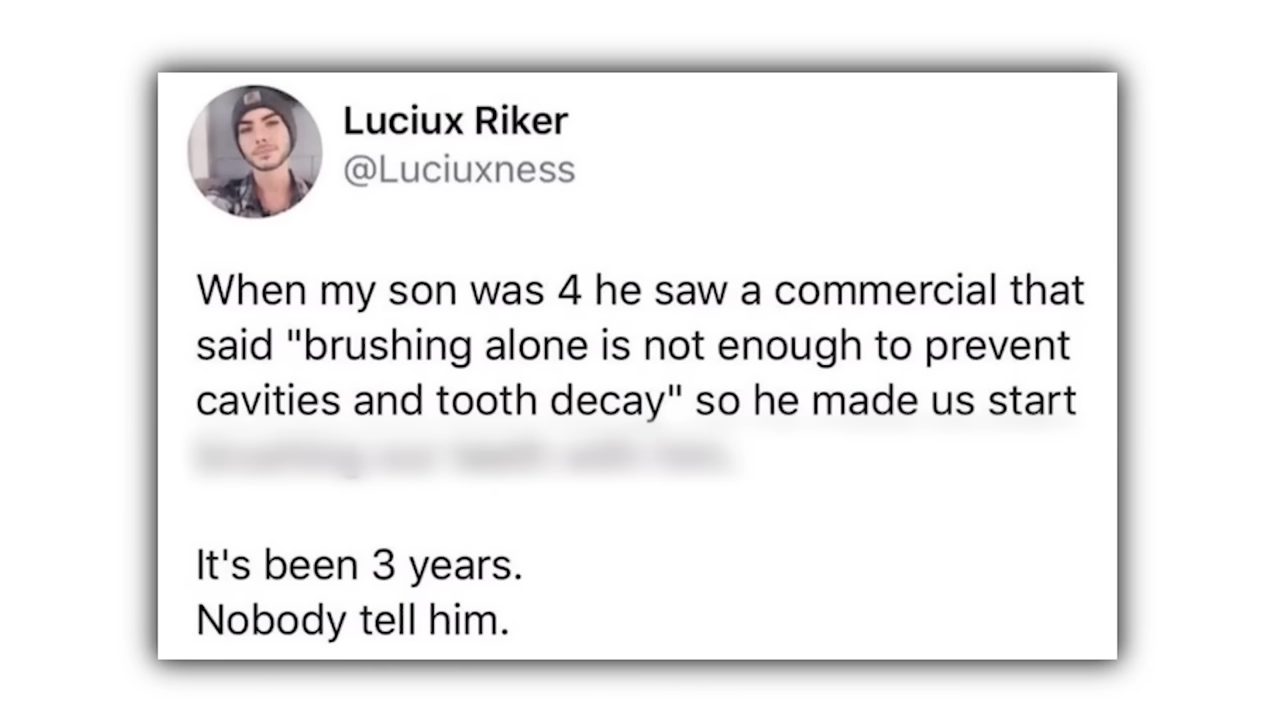 Luciux Riker
@Luciuxness
When my son was 4 he saw a commercial that
said "brushing alone is not enough to prevent
cavities and tooth decay" so he made us start
It's been 3 years.
Nobody tell him.